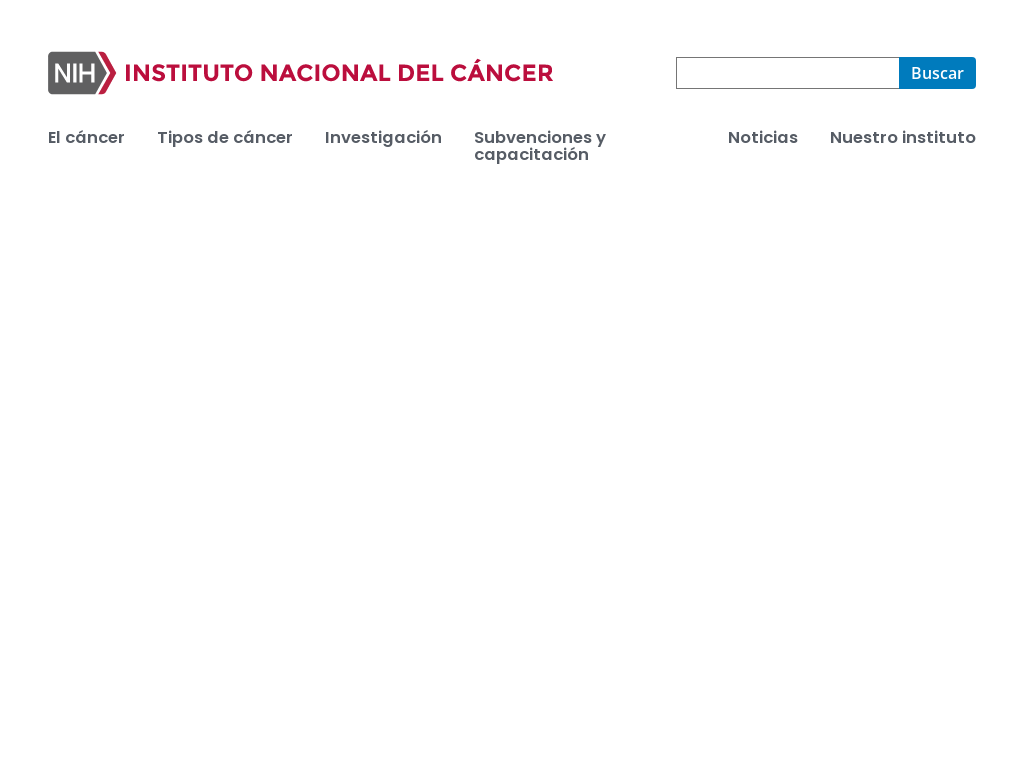 NIH INSTITUTO NACIONAL DEL CÁNCER
Buscar
El cáncer
Tipos de cáncer
Investigación
Subvenciones y
capacitación
Noticias
Nuestro instituto